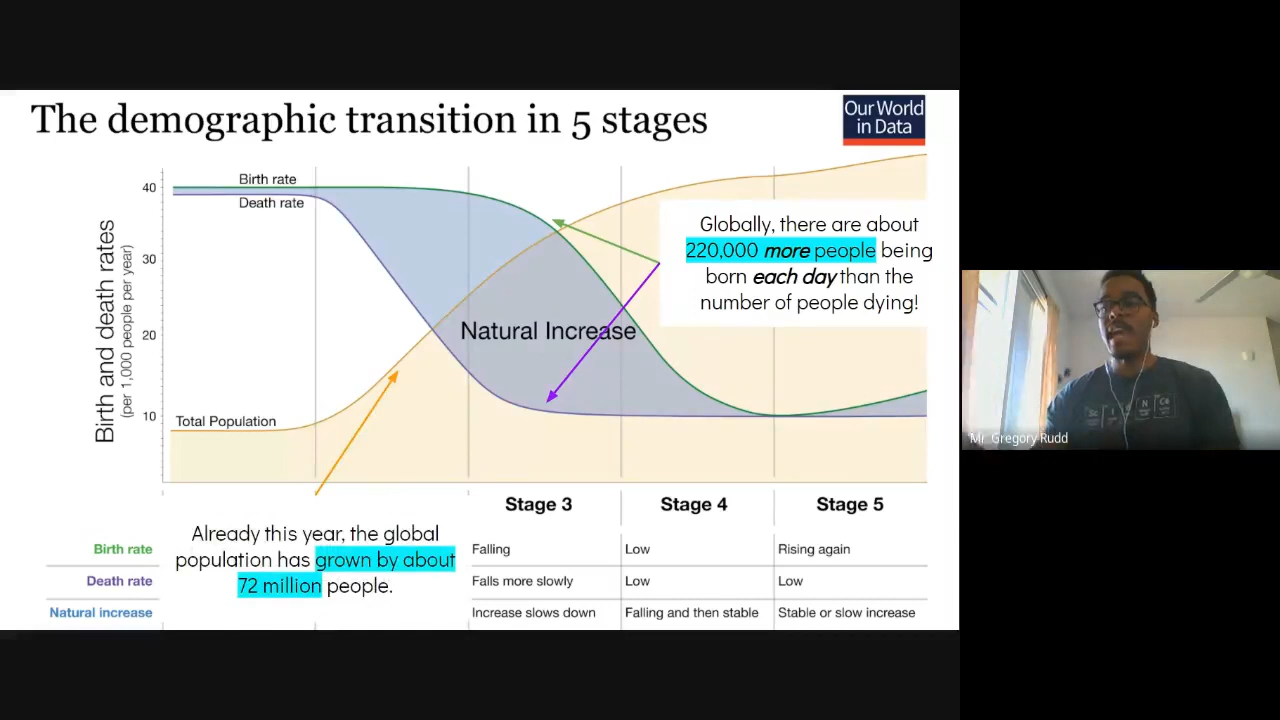 The demographic transition in 5 stages
Our World
in Data
Birth and death rates
(per 1,000 people per year)
40
30
20
10
Birth rate
Death rate
Total Population
Natural Increase
Globally, there are about
220,000 more people being
born each day than the
number of people dying!
Already this year, the global
population has grown by about
72 million people.
Stage 3 Stage 4 Stage 5
Birth rate Falling Low Rising again
Death rate Falls more slowly Low Low
Natural increase Increase slows down Falling and then stable Stable or slow increase
Mr. Gregory Rudd